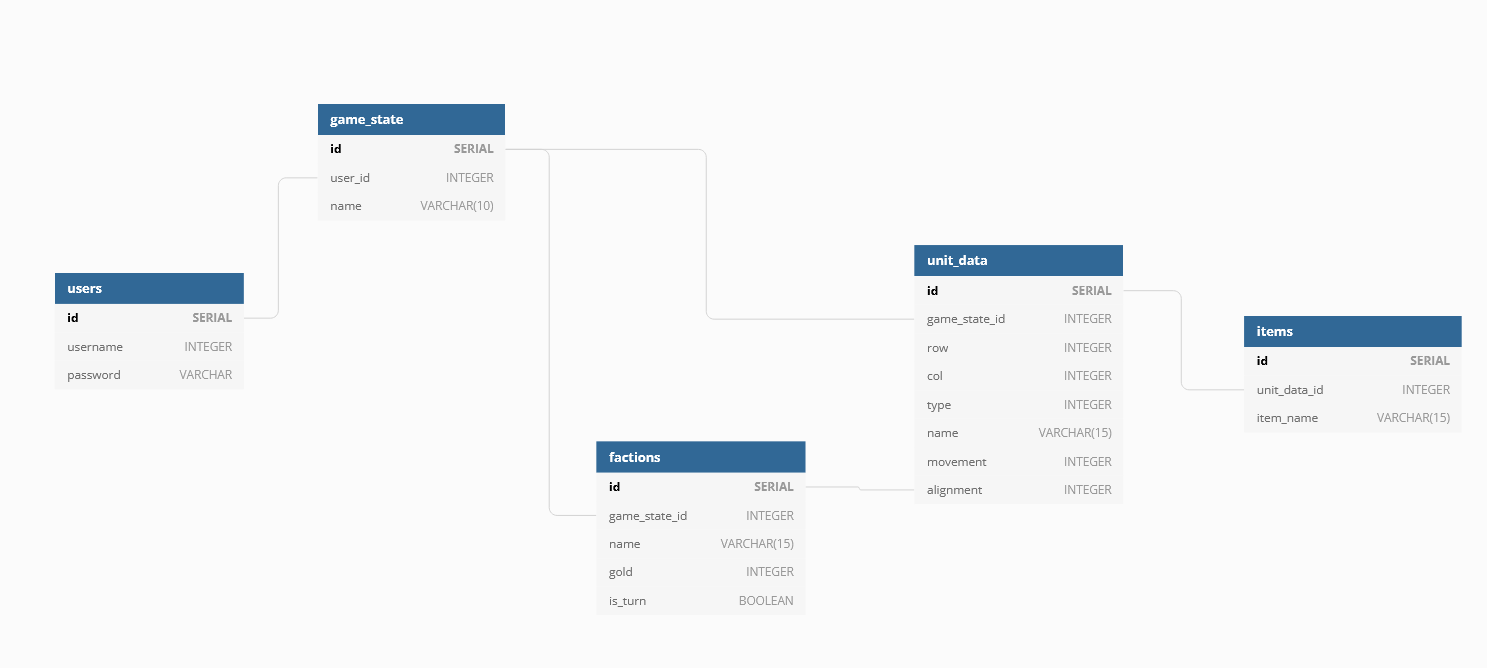 game_state
id SERIAL
user_id INTEGER
name VARCHAR(10)
users
id SERIAL
username INTEGER
password VARCHAR
unit_data
id SERIAL
game_state_id INTEGER
row INTEGER
col INTEGER
type INTEGER
name VARCHAR(15)
movement INTEGER
alignment INTEGER
items
id SERIAL
unit_data_id INTEGER
item_name VARCHAR(15)
factions
id SERIAL
game_state_id INTEGER
name VARCHAR(15)
gold INTEGER
is_turn BOOLEAN